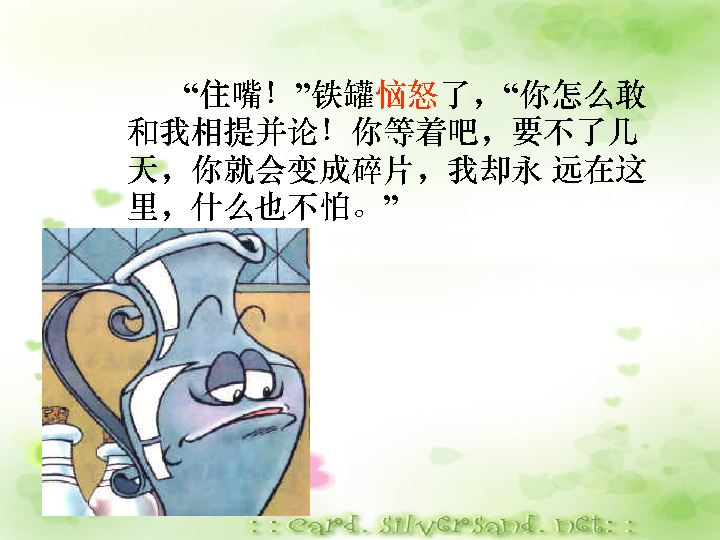 “住嘴！”铁罐恼怒了，“你怎么敢
和我相提并论！你等着吧，要不了几
天，你就会变成碎片，我却永 远在这
里，什么也不怕。”
::card.silversand.net::